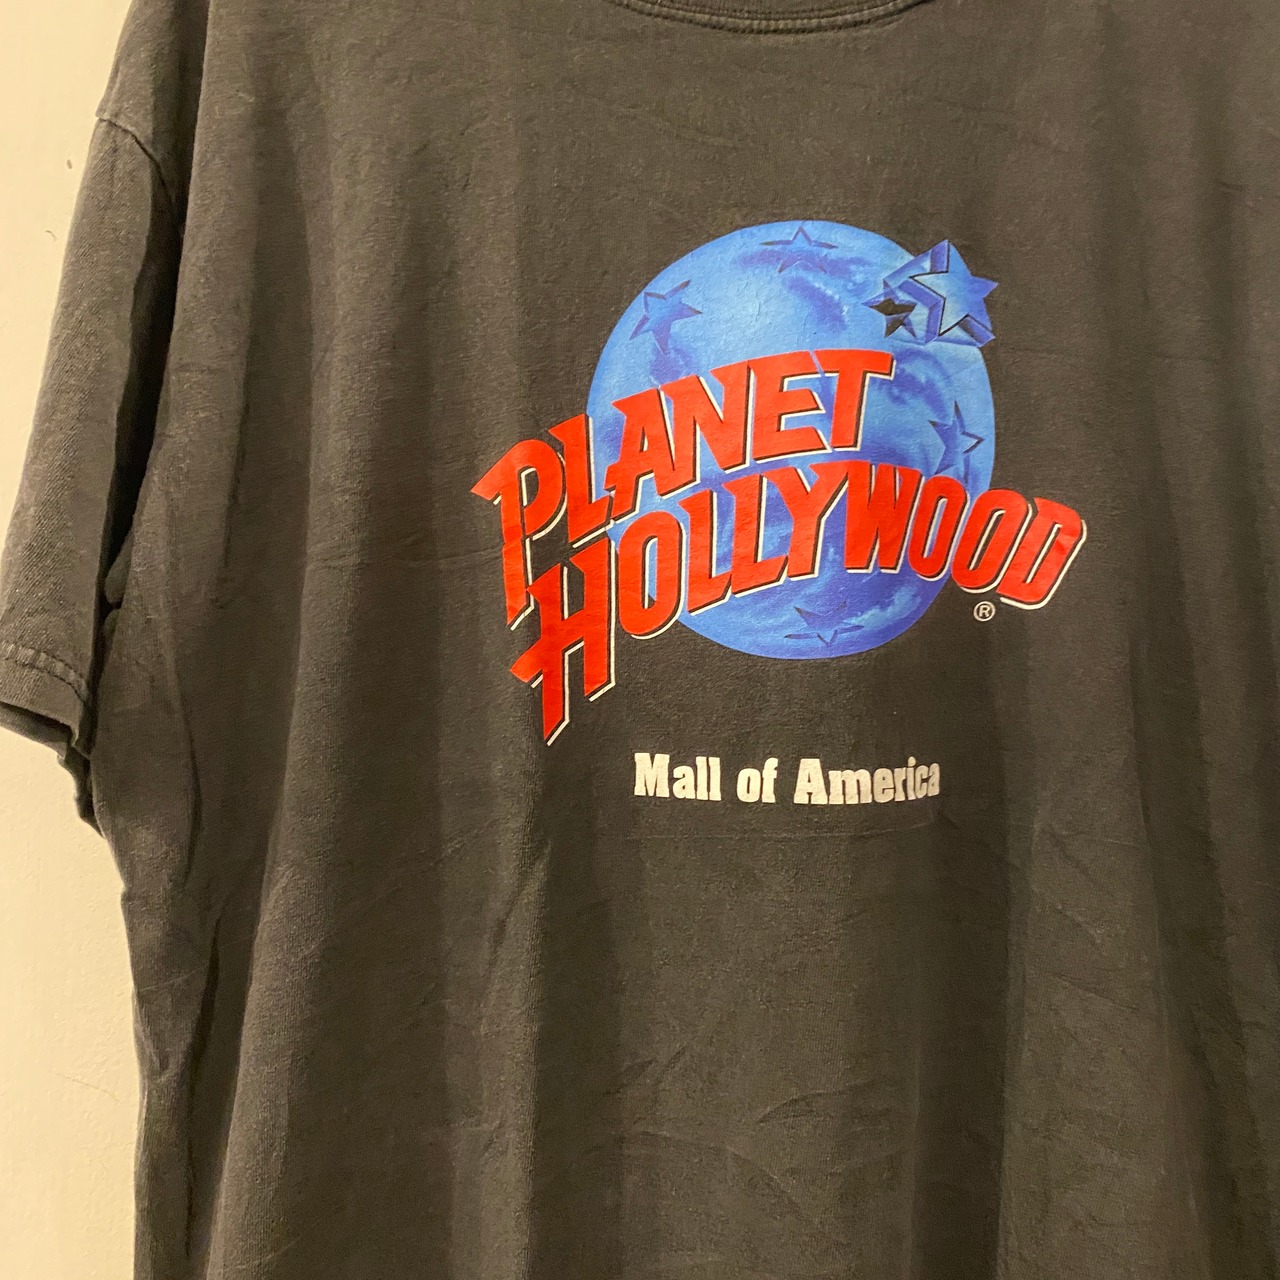 PLANET
HOLLYWOOD
®
Mall of America